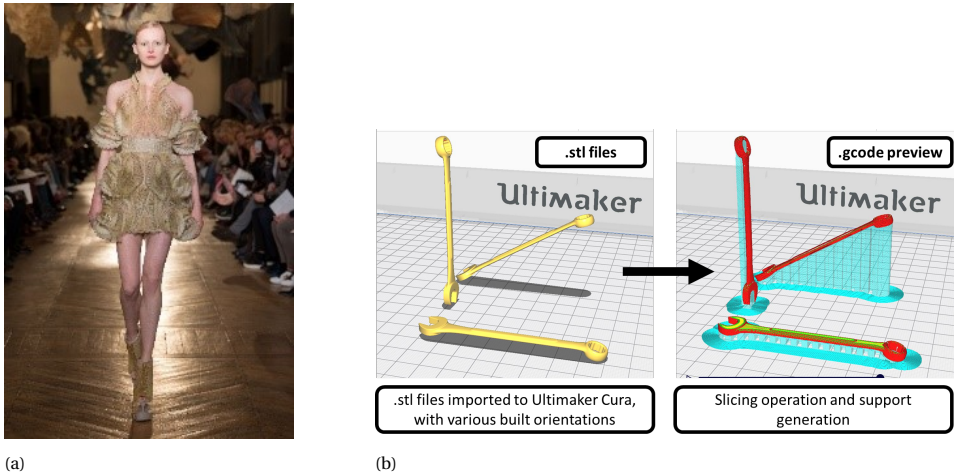 .stl files
.gcode preview
Ultimaker
Ultimaker
.stl files imported to Ultimaker Cura,
with various built orientations
Slicing operation and support
generation
(a)
(b)